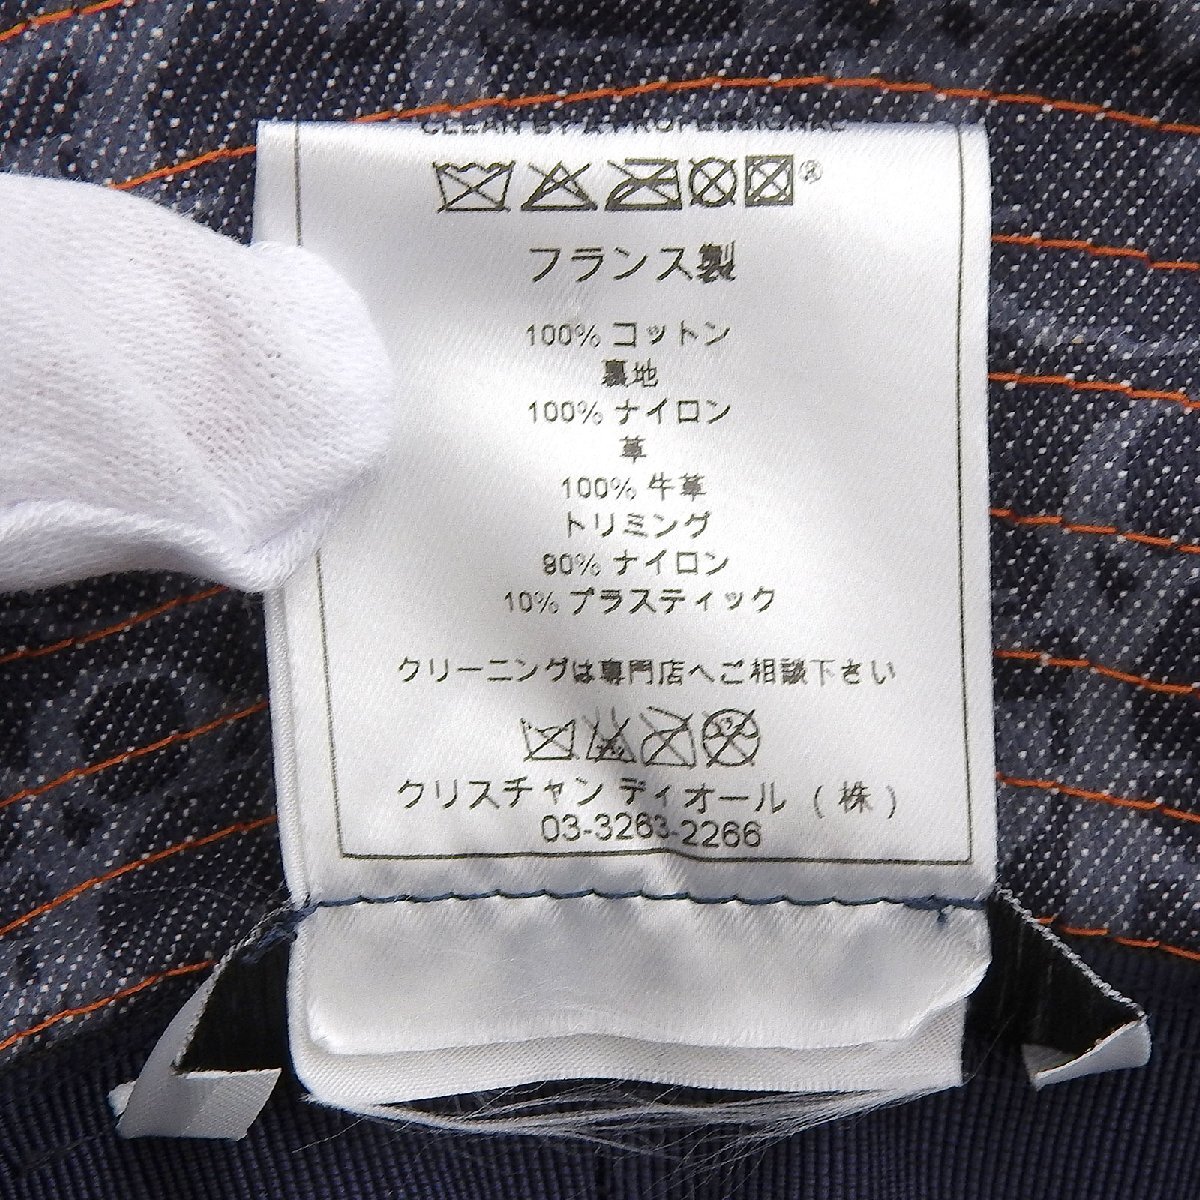 CLEAN BY A PROFESSIONAL
フランス製
100% コットン
裏地
100% ナイロン
革
100% 牛革
トリミング
90% ナイロン
10% プラスティック
クリーニングは専門店へご相談下さい
クリスチャン ディオール (株)
03-3263-2266